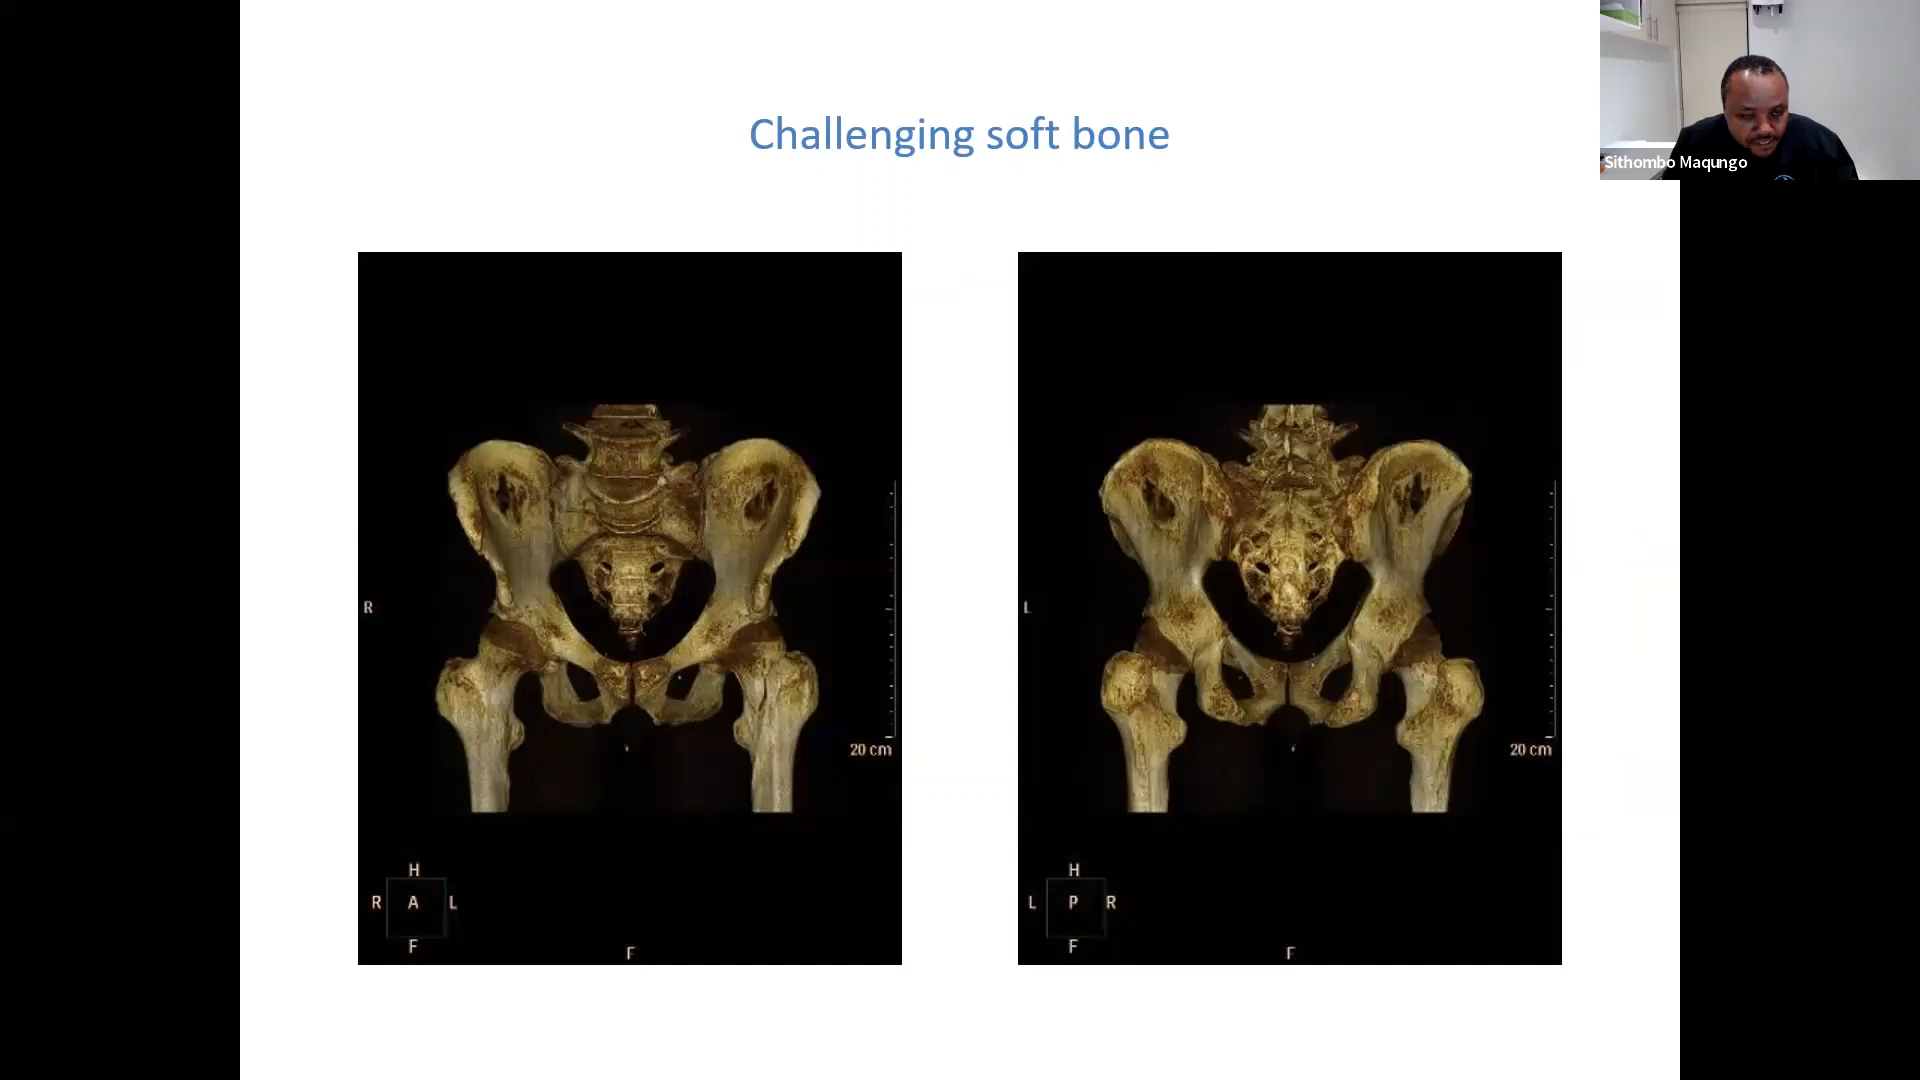 Challenging soft bone
Sithombo Maqungo
R
20 cm
H
R A L
F
F
L
20 cm
H
L P R
F
F